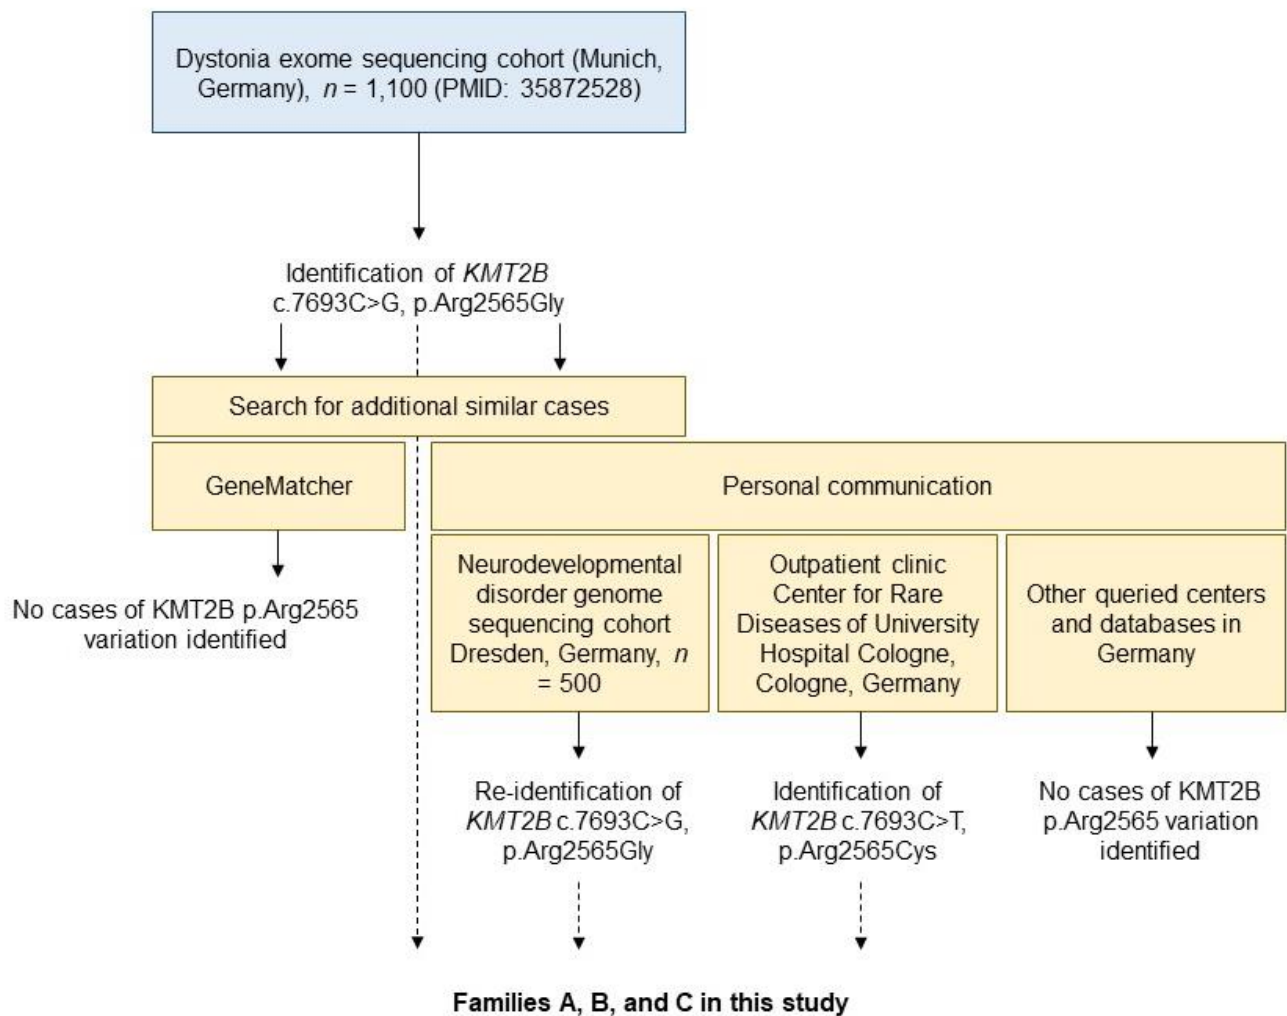 Dystonia exome sequencing cohort (Munich,
Germany), n = 1,100 (PMID: 35872528)
Identification of KMT2B
c.7693C>G, p.Arg2565Gly
Search for additional similar cases
GeneMatcher
Personal communication
No cases of KMT2B p.Arg2565
variation identified
Neurodevelopmental
disorder genome
sequencing cohort
Dresden, Germany, n
= 500
Outpatient clinic
Center for Rare
Diseases of University
Hospital Cologne,
Cologne, Germany
Other queried centers
and databases in
Germany
Re-identification of
KMT2B c.7693C>G,
p.Arg2565Gly
Identification of
KMT2B c.7693C>T,
p.Arg2565Cys
No cases of KMT2B
p.Arg2565 variation
identified
Families A, B, and C in this study